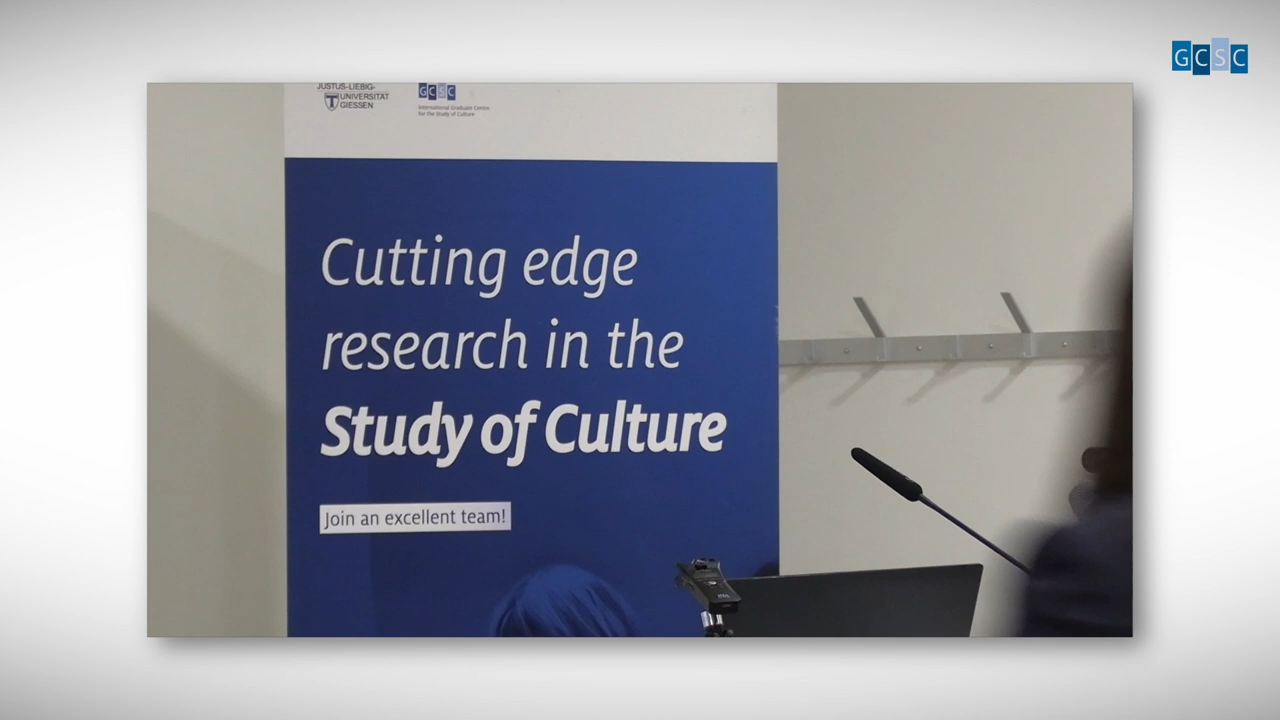 GCSC
JUSTUS-LIEBIG-
UNIVERSITÄT
GIESSEN
GCSC
International Graduate Centre
for the Study of Culture
Cutting edge
research in the
Study of Culture
Join an excellent team!